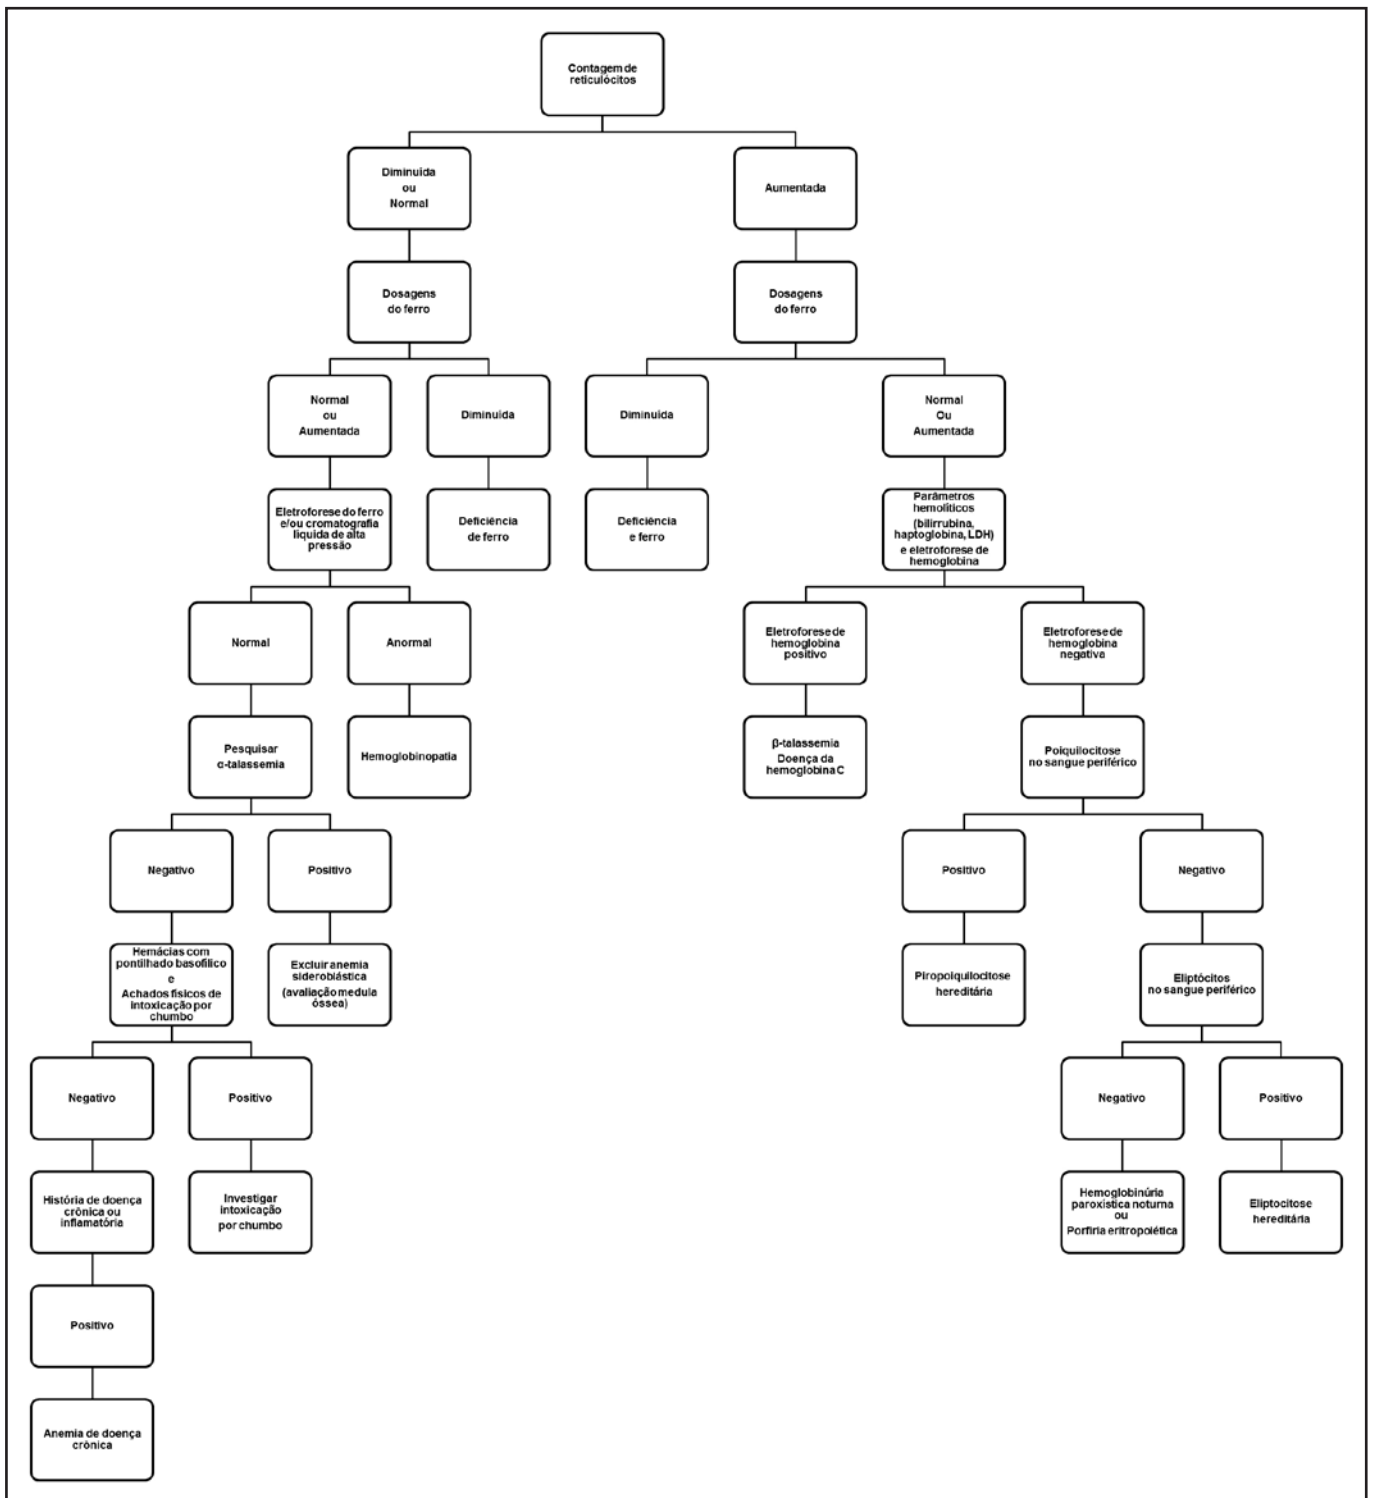 Contagem de
reticulócitos
Diminuída
ou
Normal
Aumentada
Dosagens
do ferro
Dosagens
do ferro
Normal
ou
Aumentada
Diminuída
Diminuída
Normal
Ou
Aumentada
Eletroforese do ferro
e/ou cromatografia
líquida de alta
pressão
Deficiência
de ferro
Deficiência
e ferro
Parâmetros
hemolíticos
(bilirrubina,
haptoglobina, LDH)
e eletroforese de
hemoglobina
Normal
Anormal
Eletroforese de
hemoglobina
positivo
Eletroforese de
hemoglobina
negativa
Pesquisar
α-talassemia
Hemoglobinopatia
β-talassemia
Doença da
hemoglobina C
Poiquilocitose
no sangue periférico
Negativo
Positivo
Positivo
Negativo
Hemácias com
pontilhado basofílico
e
Achados físicos de
intoxicação por
chumbo
Excluir anemia
sideroblástica
(avaliação medula
óssea)
Piropoiquilocitose
hereditária
Eliptócitos
no sangue periférico
Negativo
Positivo
Negativo
Positivo
História de doença
crônica ou
inflamatória
Investigar
intoxicação
por chumbo
Hemoglobinúria
paroxística noturna
ou
Porfiria eritropoiética
Eliptocitose
hereditária
Positivo
Anemia de doença
crônica